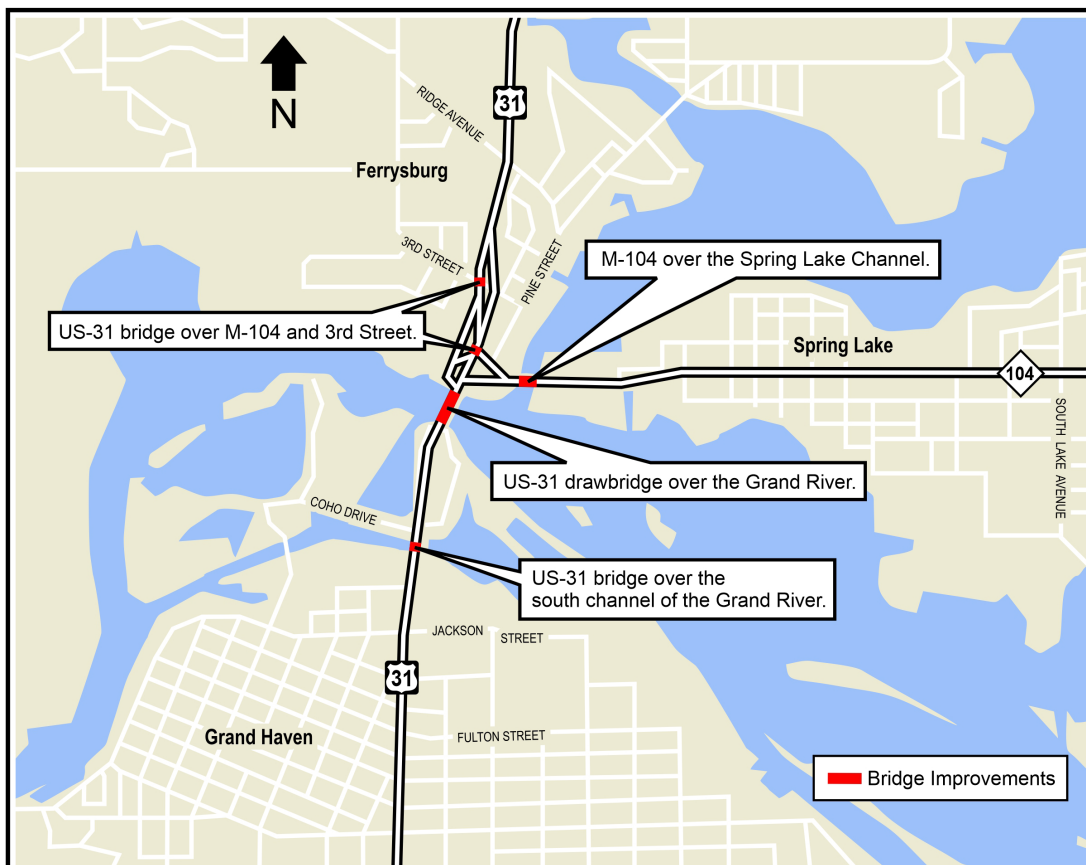 31
N
RIDGE AVENUE
Ferrysburg
3RD STREET
PINE STREET
M-104 over the Spring Lake Channel.
US-31 bridge over M-104 and 3rd Street.
Spring Lake
104
SOUTH LAKE AVENUE
US-31 drawbridge over the Grand River.
COHO DRIVE
US-31 bridge over the
south channel of the Grand River.
JACKSON STREET
31
Grand Haven
FULTON STREET
Bridge Improvements